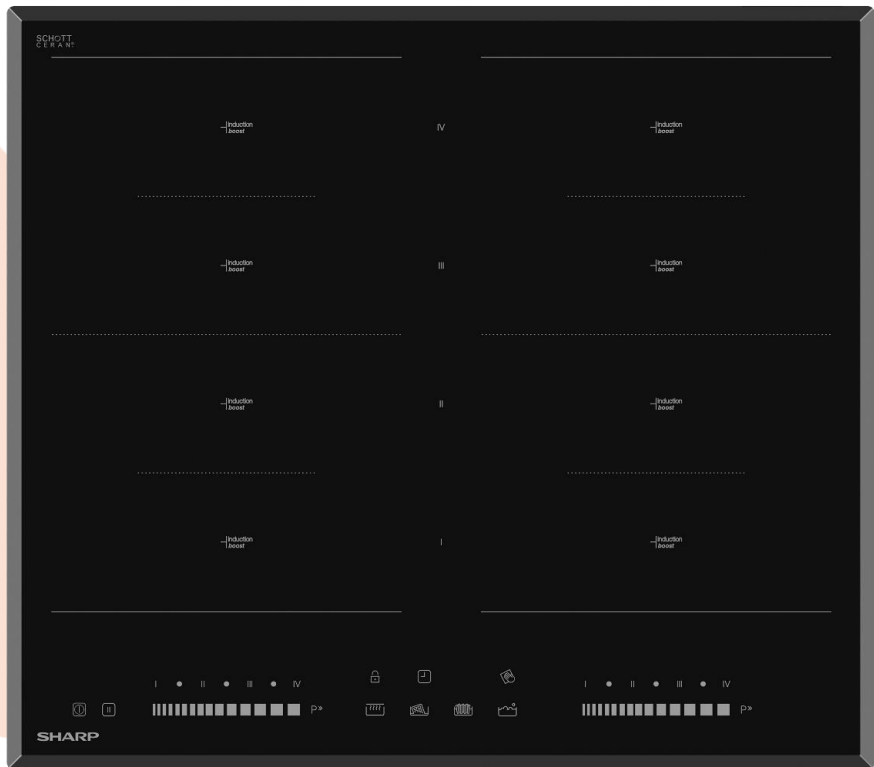 SCHOTT
CERAN®
Induction
boost
IV
Induction
boost
Induction
boost
III
Induction
boost
Induction
boost
II
Induction
boost
Induction
boost
I
Induction
boost
I II III IV
I II III IV
P»
P»
SHARP